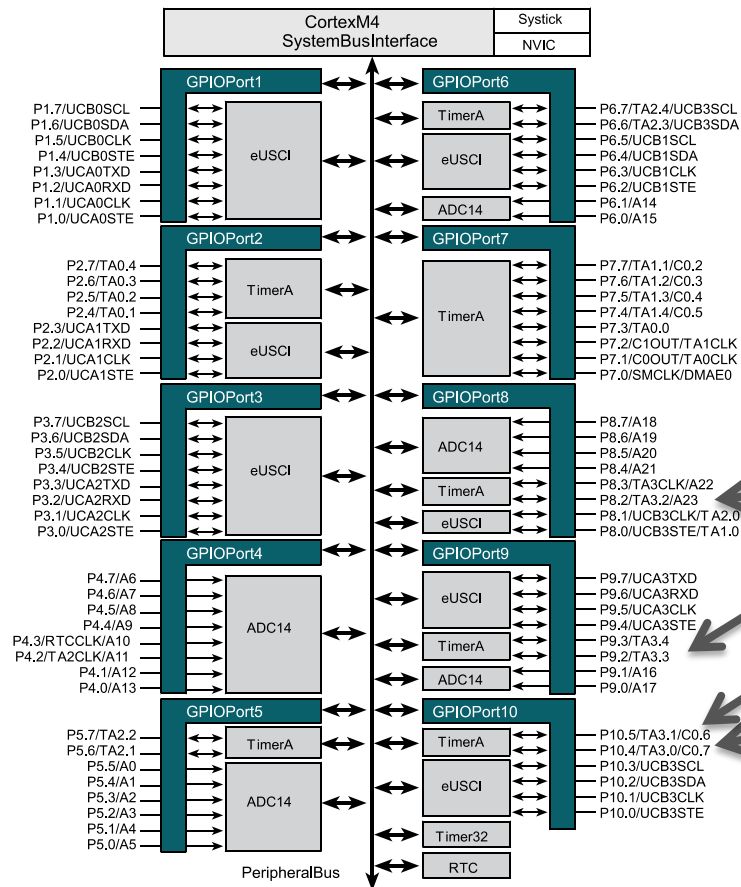 CortexM4
SystemBusInterface
Systick
NVIC
GPIOPort1
P1.7/UCB0SCL
P1.6/UCB0SDA
P1.5/UCB0CLK
P1.4/UCB0STE
P1.3/UCA0TXD
P1.2/UCA0RXD
P1.1/UCA0CLK
P1.0/UCA0STE
eUSCI
GPIOPort2
P2.7/TA0.4
P2.6/TA0.3
P2.5/TA0.2
P2.4/TA0.1
P2.3/UCA1TXD
P2.2/UCA1RXD
P2.1/UCA1CLK
P2.0/UCA1STE
TimerA
eUSCI
GPIOPort3
P3.7/UCB2SCL
P3.6/UCB2SDA
P3.5/UCB2CLK
P3.4/UCB2STE
P3.3/UCA2TXD
P3.2/UCA2RXD
P3.1/UCA2CLK
P3.0/UCA2STE
eUSCI
GPIOPort4
P4.7/A6
P4.6/A7
P4.5/A8
P4.4/A9
P4.3/RTCCLK/A10
P4.2/TA2CLK/A11
P4.1/A12
P4.0/A13
ADC14
GPIOPort5
P5.7/TA2.2
P5.6/TA2.1
P5.5/A0
P5.4/A1
P5.3/A2
P5.2/A3
P5.1/A4
P5.0/A5
TimerA
ADC14
PeripheralBus
GPIOPort6
TimerA
eUSCI
ADC14
P6.7/TA2.4/UCB3SCL
P6.6/TA2.3/UCB3SDA
P6.5/UCB1SCL
P6.4/UCB1SDA
P6.3/UCB1CLK
P6.2/UCB1STE
P6.1/A14
P6.0/A15
GPIOPort7
TimerA
P7.7/TA1.1/C0.2
P7.6/TA1.2/C0.3
P7.5/TA1.3/C0.4
P7.4/TA1.4/C0.5
P7.3/TA0.0
P7.2/C1OUT/TA1CLK
P7.1/C0OUT/TA0CLK
P7.0/SMCLK/DMAE0
GPIOPort8
ADC14
TimerA
eUSCI
P8.7/A18
P8.6/A19
P8.5/A20
P8.4/A21
P8.3/TA3CLK/A22
P8.2/TA3.2/A23
P8.1/UCB3CLK/TA2.0
P8.0/UCB3STE/TA1.0
GPIOPort9
eUSCI
TimerA
ADC14
P9.7/UCA3TXD
P9.6/UCA3RXD
P9.5/UCA3CLK
P9.4/UCA3STE
P9.3/TA3.4
P9.2/TA3.3
P9.1/A16
P9.0/A17
GPIOPort10
TimerA
eUSCI
Timer32
RTC
P10.5/TA3.1/C0.6
P10.4/TA3.0/C0.7
P10.3/UCB3SCL
P10.2/UCB3SDA
P10.1/UCB3CLK
P10.0/UCB3STE